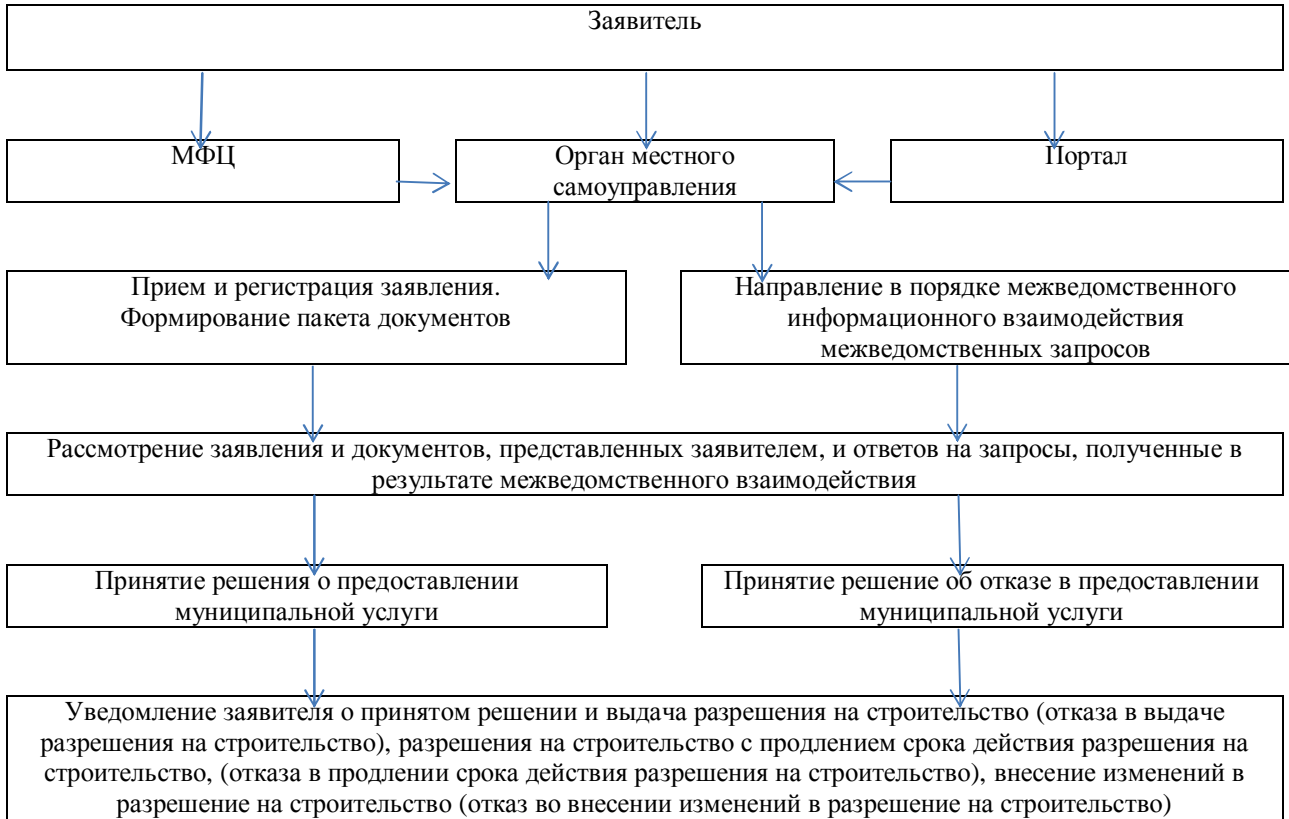 Заявитель
МФЦ
Орган местного
самоуправления
Портал
Прием и регистрация заявления.
Формирование пакета документов
Направление в порядке межведомственного
информационного взаимодействия
межведомственных запросов
Рассмотрение заявления и документов, представленных заявителем, и ответов на запросы, полученные в
результате межведомственного взаимодействия
Принятие решения о предоставлении
муниципальной услуги
Принятие решение об отказе в предоставлении
муниципальной услуги
Уведомление заявителя о принятом решении и выдача разрешения на строительство (отказа в выдаче
разрешения на строительство), разрешения на строительство с продлением срока действия разрешения на
строительство, (отказа в продлении срока действия разрешения на строительство), внесение изменений в
разрешение на строительство (отказ во внесении изменений в разрешение на строительство)